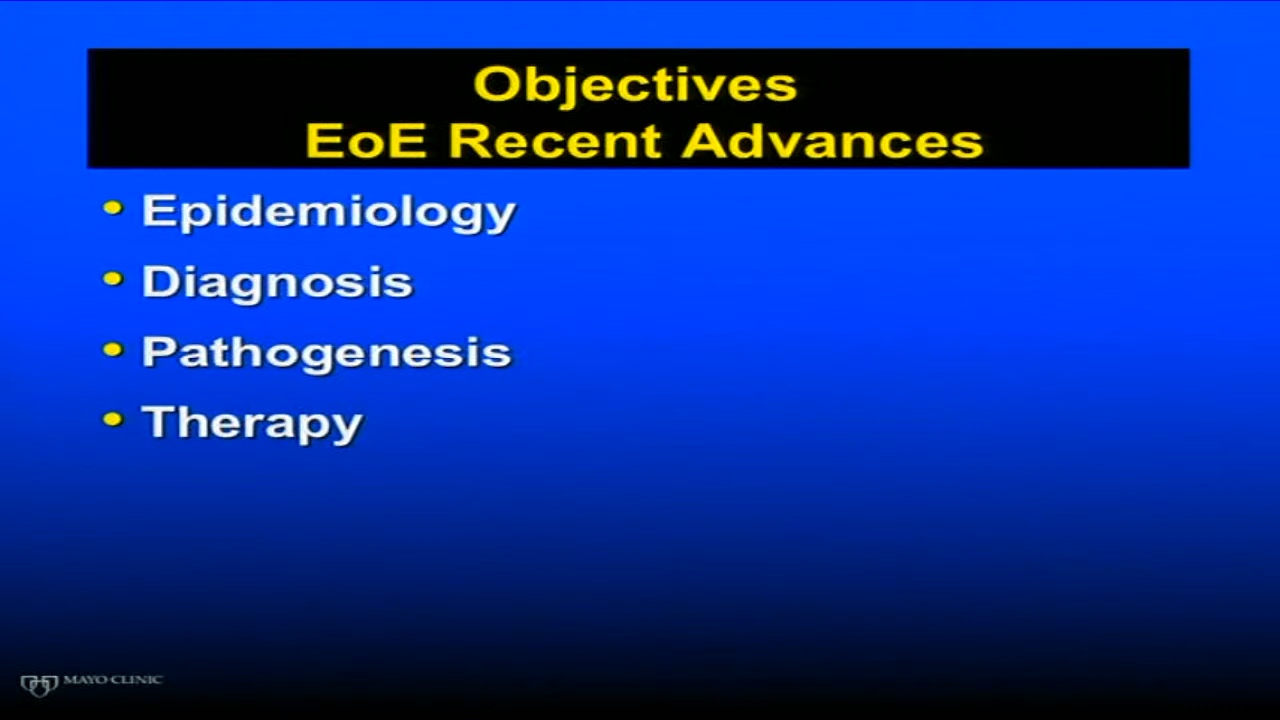 Objectives
EoE Recent Advances
• Epidemiology
• Diagnosis
• Pathogenesis
• Therapy
MAYO CLINIC